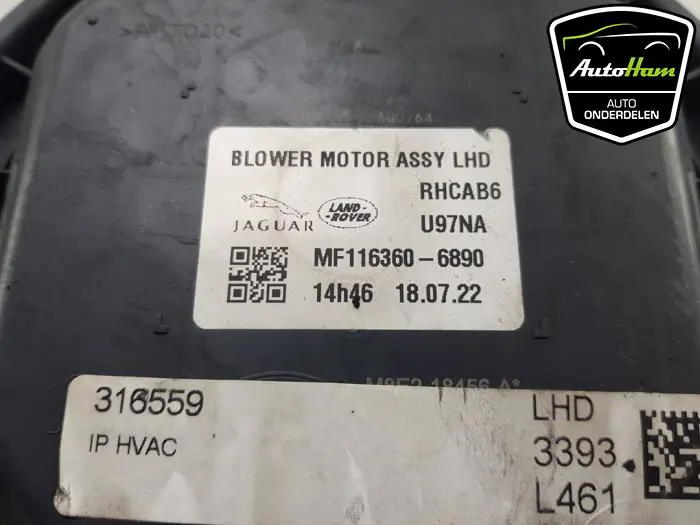 AutoHam
AUTO
ONDERDELEN
BLOWER MOTOR ASSY LHD
RHCAB6
JAGUAR
LAND-
-ROVER
U97NA
MF116360-6890
14h46 18.07.22
316559
IP HVAC
LHD
3393
L461